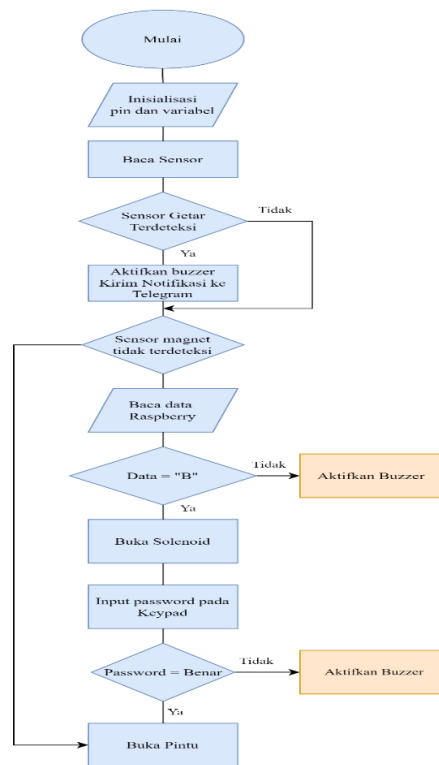 Mulai
Inisialisasi
pin dan variabel
Baca Sensor
Sensor Getar
Terdeteksi
Tidak
Ya
Aktifkan buzzer
Kirim Notifikasi ke
Telegram
Sensor magnet
tidak terdeteksi
Baca data
Raspberry
Data = "B"
Tidak
Aktifkan Buzzer
Ya
Buka Solenoid
Input password pada
Keypad
Password = Benar
Tidak
Aktifkan Buzzer
Ya
Buka Pintu